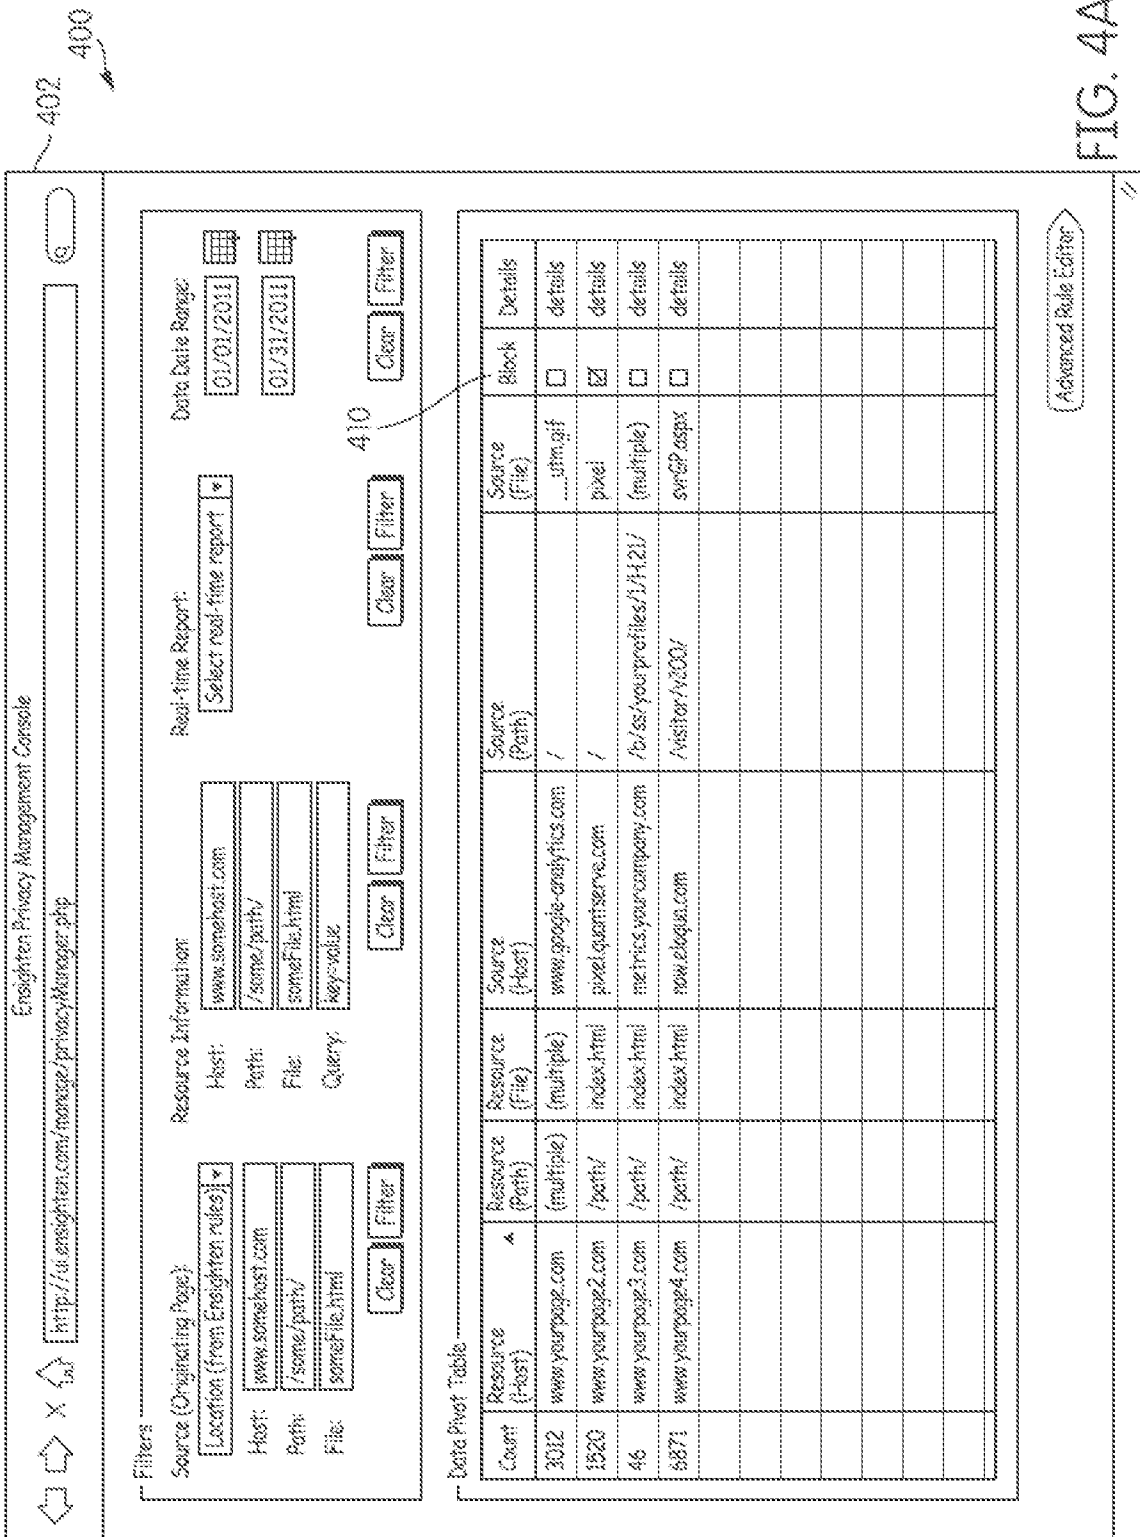 400
402
Ensighten Privacy Management Console
http://ui.ensighten.com/manage/privacyManager.php
Filters
Source (Originating Page):
Location (from Ensighten rules)
Host: www.somehost.com
Path: /some/path/
File: someFile.html
Clear Filter
Resource Information:
Host: www.somehost.com
Path: /some/path/
File: someFile.html
Query: key=value
Clear Filter
Real-time Report:
Select real-time report
Clear Filter
Data Date Range:
01/01/2011
01/31/2011
Clear Filter
410
Data Pivot Table
Count Resource (Host) Resource (Path) Resource (File) Source (Host) Source (Path) Source (File) Block Details
3012 www.yourpage.com (multiple) (multiple) www.google-analytics.com / __utm.gif details
1520 www.yourpage2.com /path/ index.html pixel.quantserve.com / pixel details
46 www.yourpage3.com /path/ index.html metrics.yourcompany.com /b/ss/yourprofiles/1/H.21/ (multiple) details
6871 www.yourpage4.com /path/ index.html now.eloqua.com /visitor/v200/ svrGP.aspx details
Advanced Rule Editor
FIG. 4A